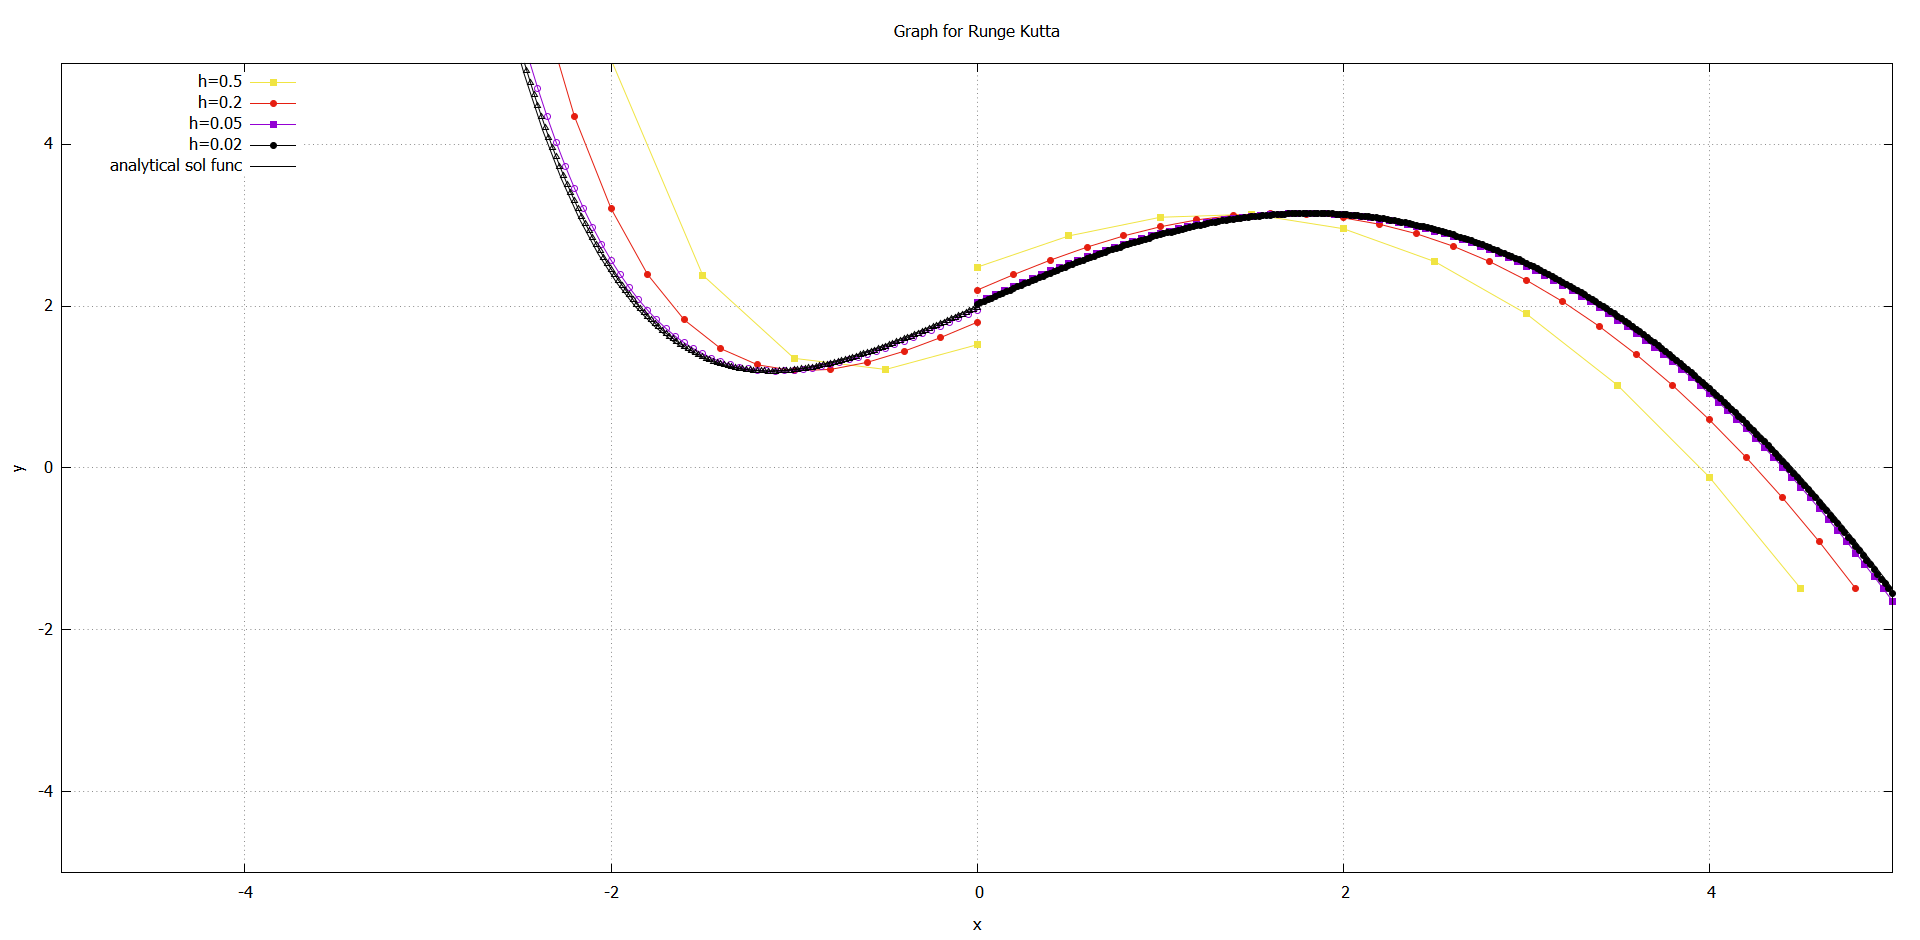 Graph for Runge Kutta
h=0.5
h=0.2
h=0.05
h=0.02
analytical sol func
4
2
0
-2
-4
y
-4
-2
0
2
4
x